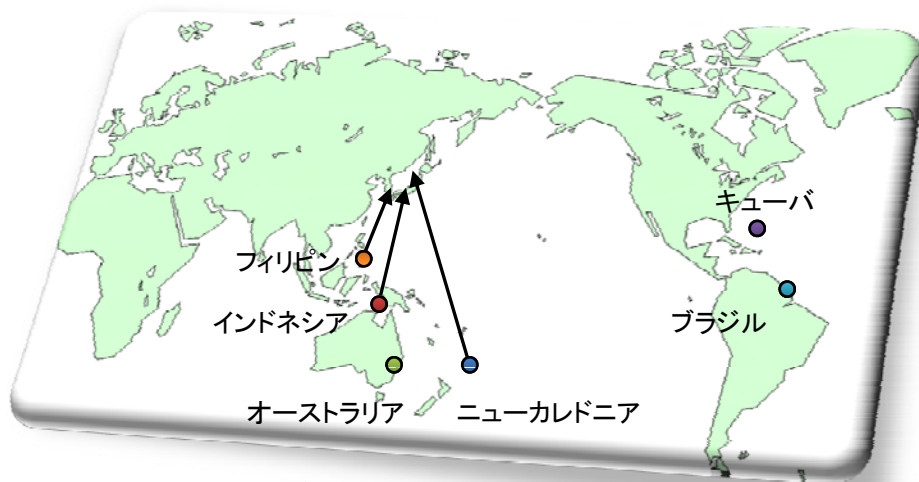 キューバ
フィリピン
インドネシア
ブラジル
オーストラリア
ニューカレドニア